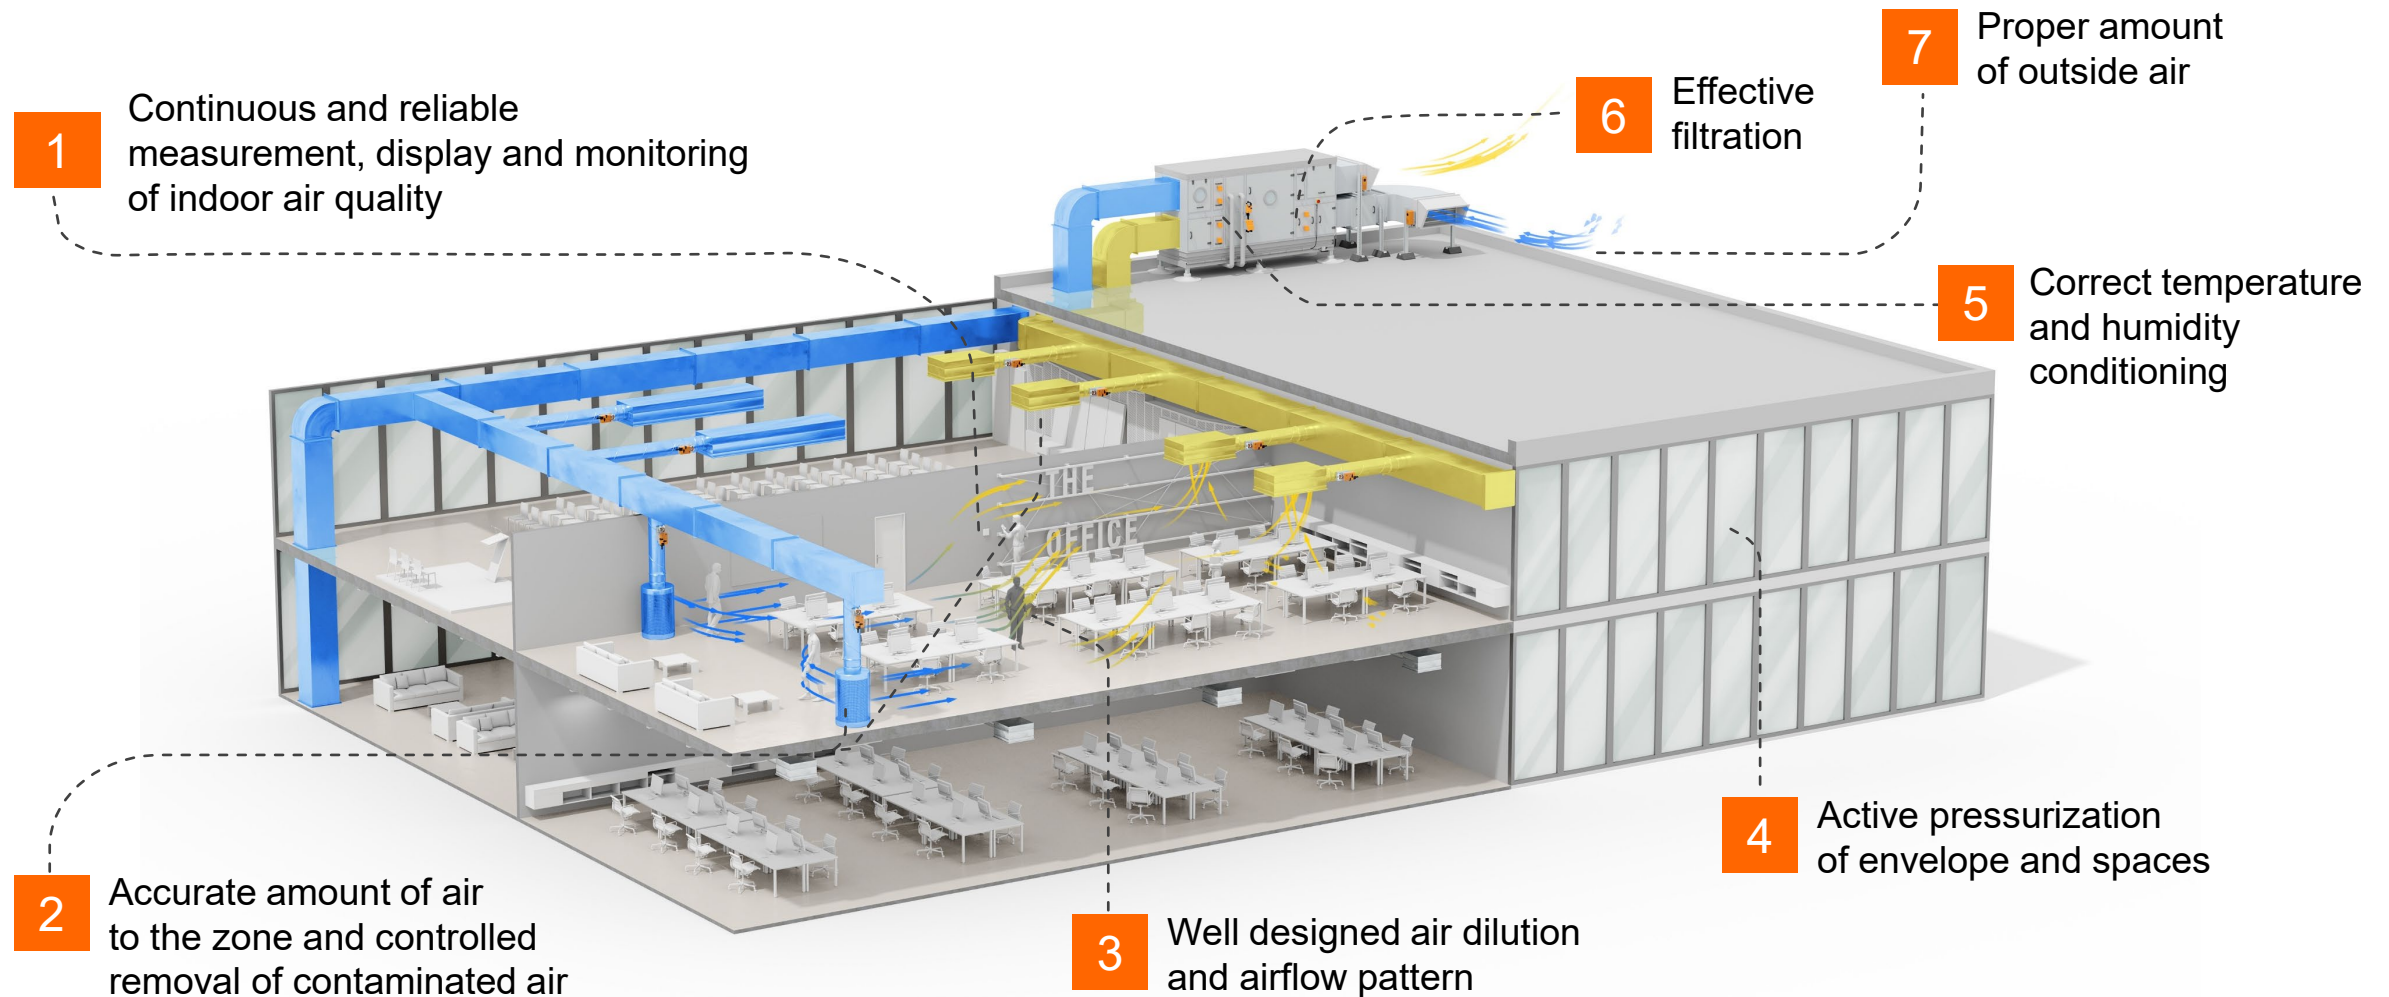 1
Continuous and reliable
measurement, display and monitoring
of indoor air quality
2
Accurate amount of air
to the zone and controlled
removal of contaminated air
3
Well designed air dilution
and airflow pattern
4
Active pressurization
of envelope and spaces
5
Correct temperature
and humidity
conditioning
6
Effective
filtration
7
Proper amount
of outside air
THE
OFFICE